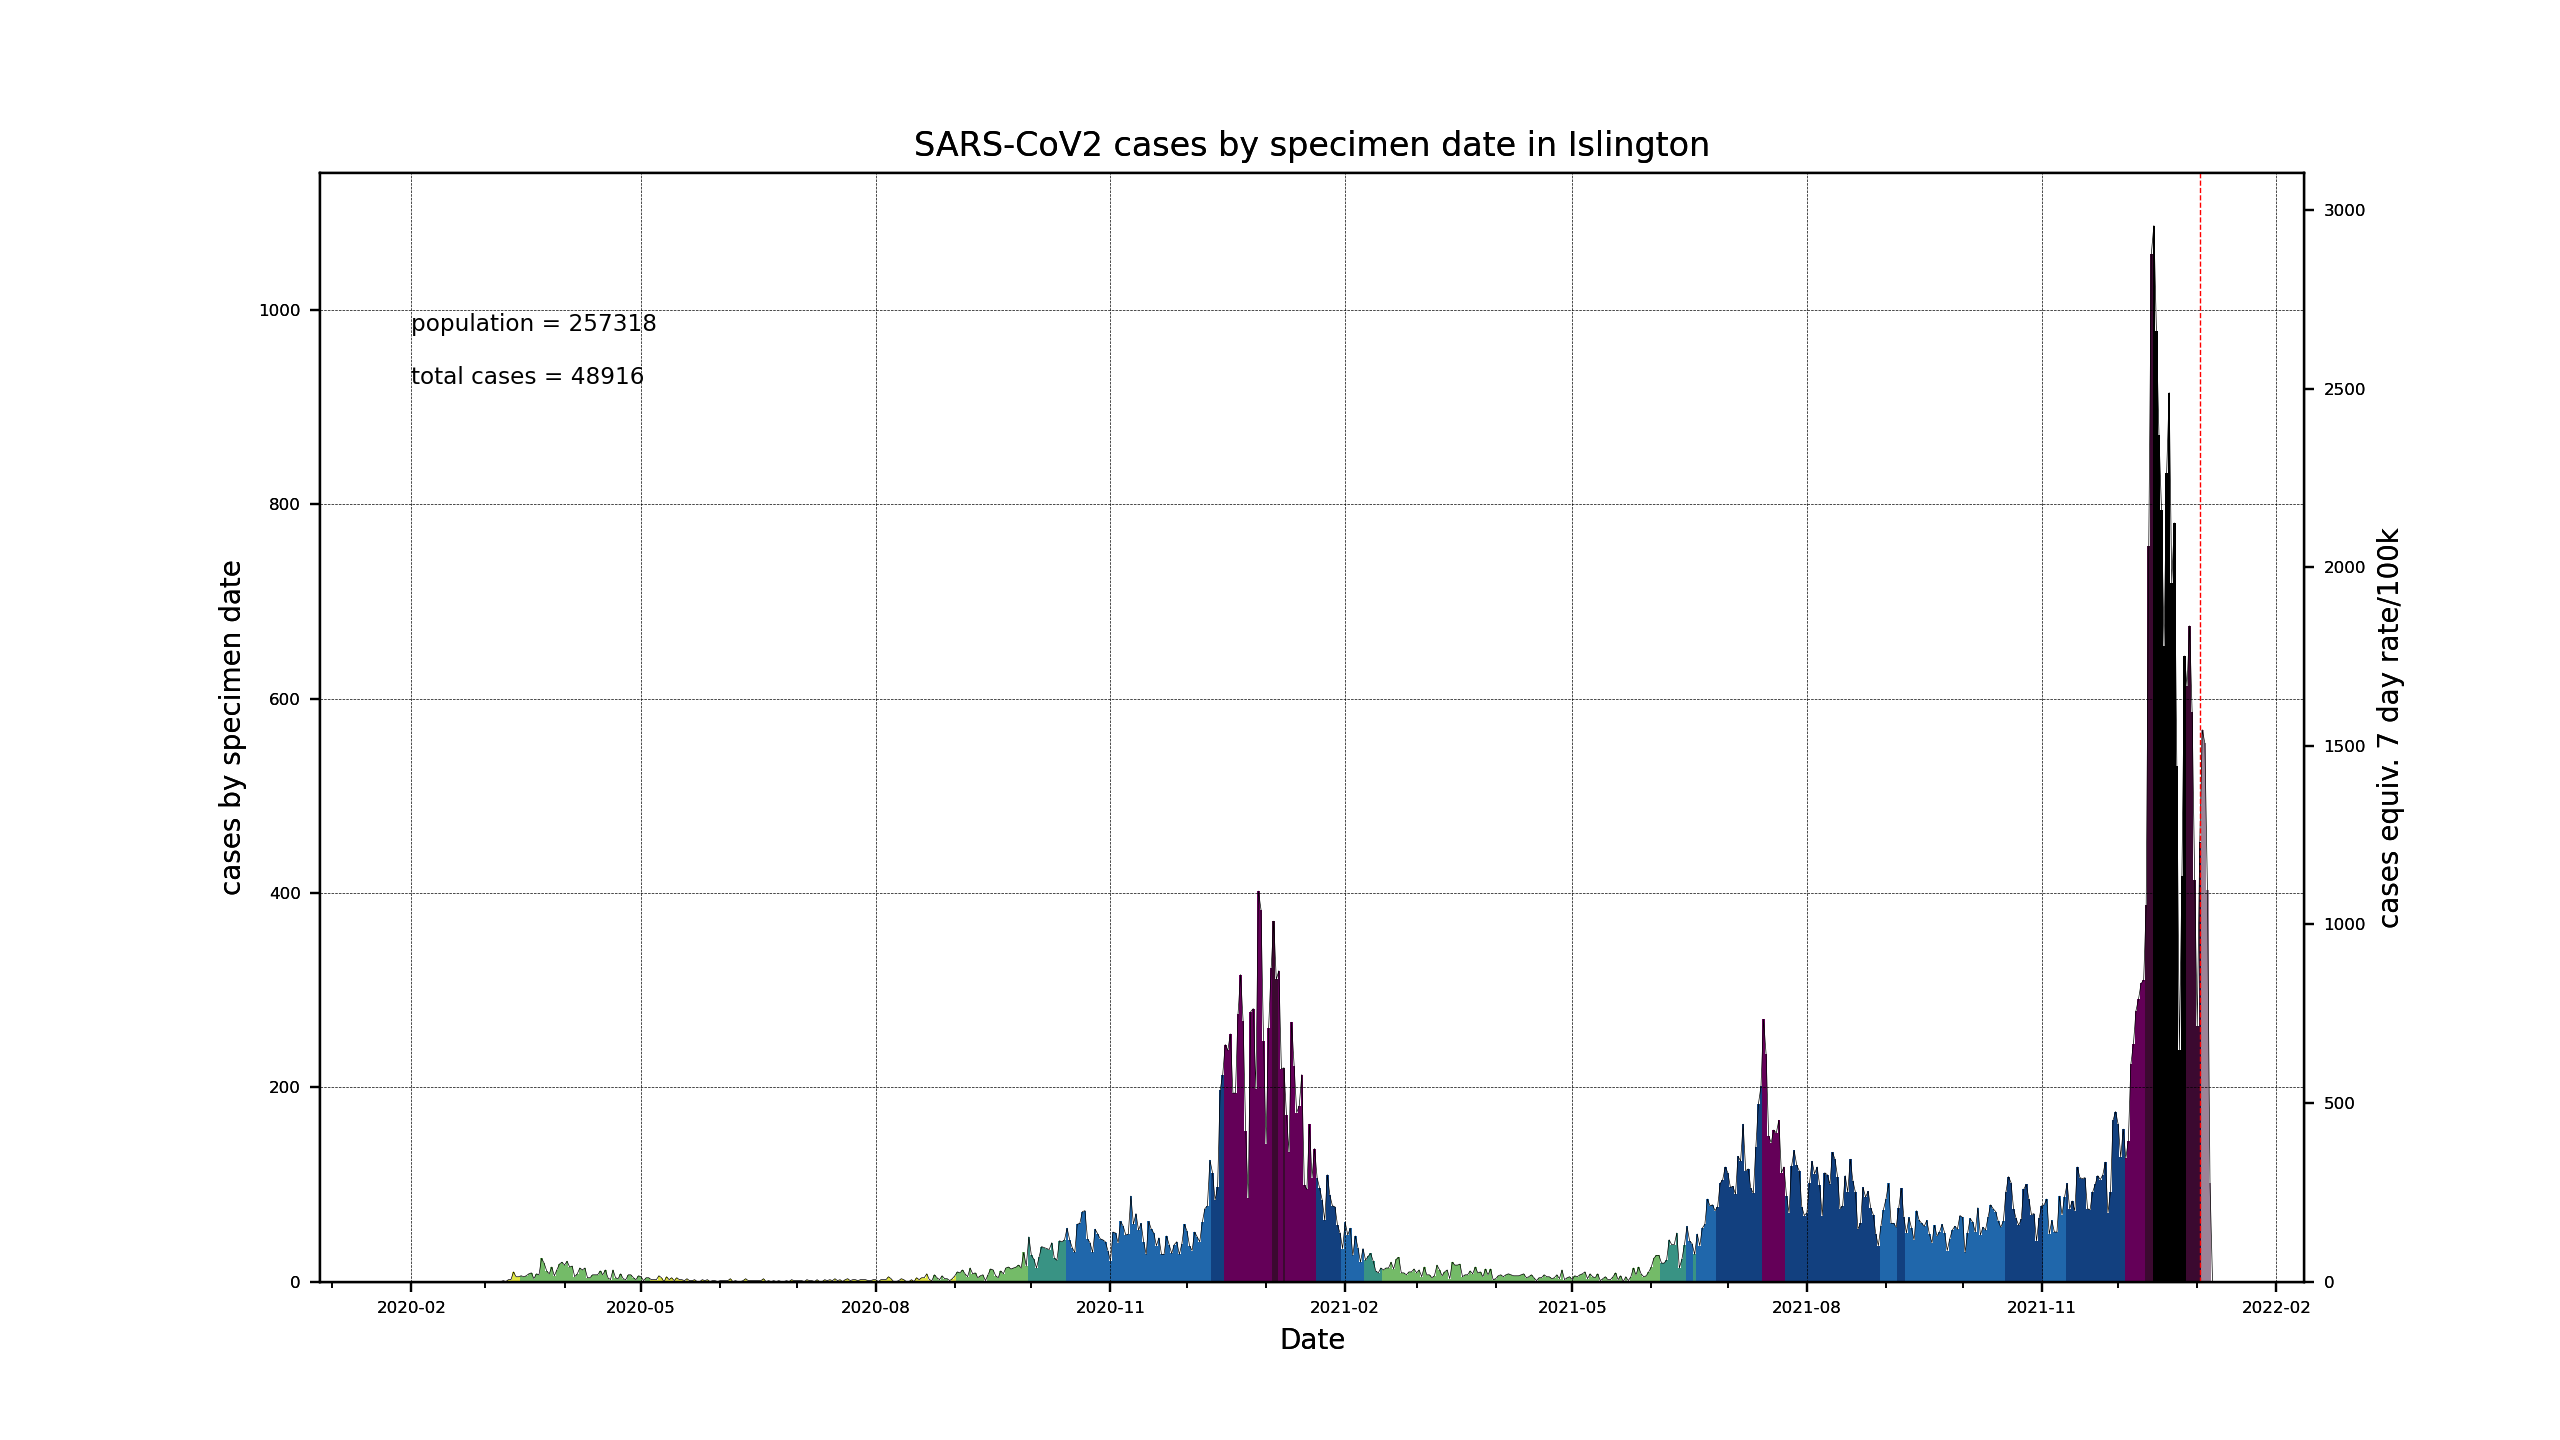 SARS-CoV2 cases by specimen date in Islington
population = 257318
total cases = 48916
cases by specimen date
1000
800
600
400
200
0
3000
2500
2000
1500
1000
500
0
cases equiv. 7 day rate/100k
2020-02 2020-05 2020-08 2020-11 2021-02 2021-05 2021-08 2021-11 2022-02
Date